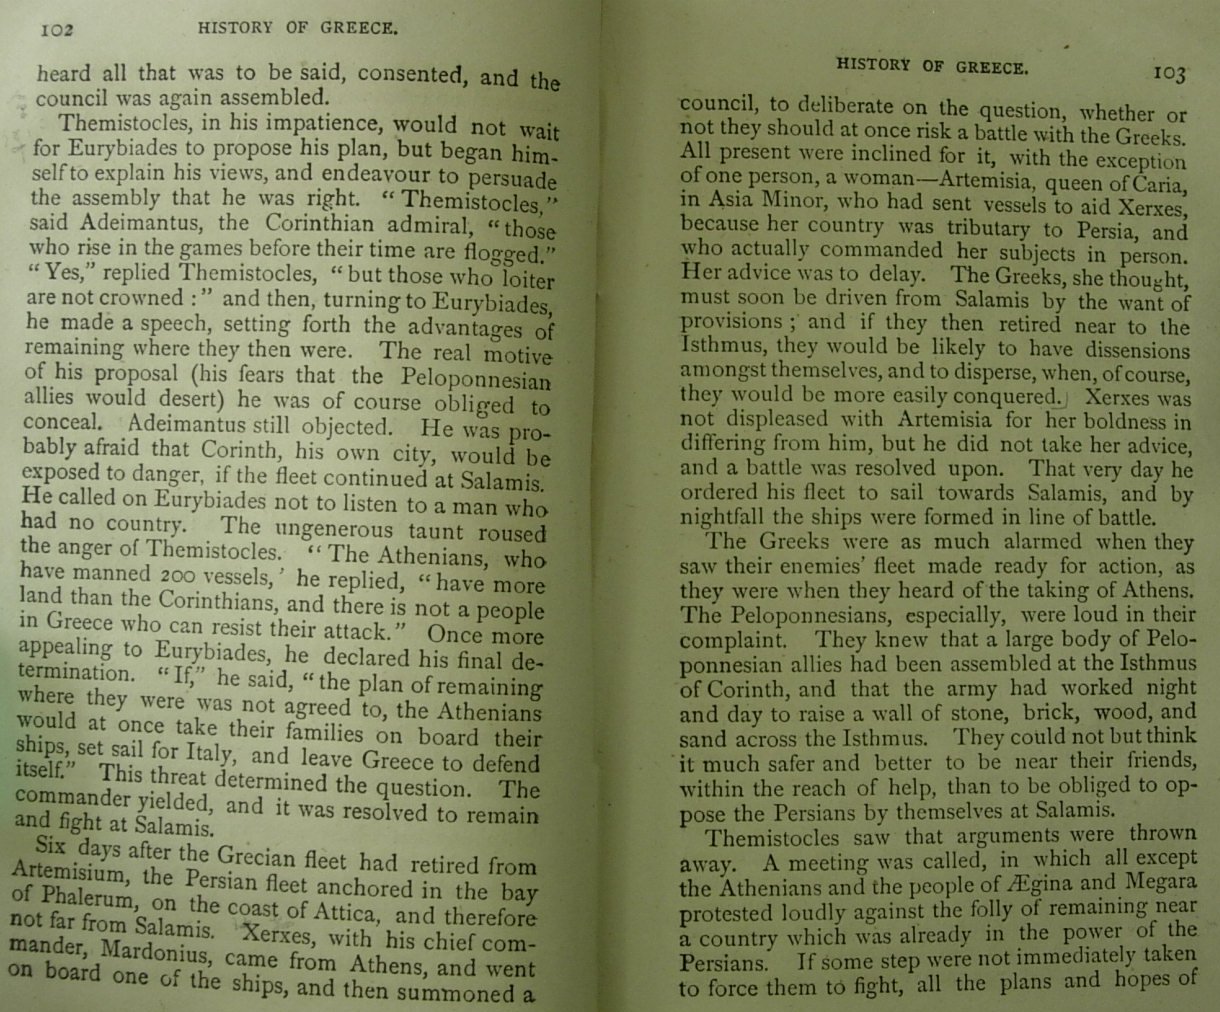 102
HISTORY OF GREECE.
heard all that was to be said, consented, and the
council was again assembled.
Themistocles, in his impatience, would not wait
for Eurybiades to propose his plan, but began him-
self to explain his views, and endeavour to persuade
the assembly that he was right. “Themistocles,”
said Adeimantus, the Corinthian admiral, “those
who rise in the games before their time are flogged.”
“Yes,” replied Themistocles, “but those who loiter
are not crowned :” and then, turning to Eurybiades,
he made a speech, setting forth the advantages of
remaining where they then were. The real motive
of his proposal (his fears that the Peloponnesian
allies would desert) he was of course obliged to
conceal. Adeimantus still objected. He was pro-
bably afraid that Corinth, his own city, would be
exposed to danger, if the fleet continued at Salamis.
He called on Eurybiades not to listen to a man who
had no country. The ungenerous taunt roused
the anger of Themistocles. “The Athenians, who
have manned 200 vessels,’ he replied, “have more
land than the Corinthians, and there is not a people
in Greece who can resist their attack.” Once more
appealing to Eurybiades, he declared his final de-
termination. “If,” he said, “the plan of remaining
where they were was not agreed to, the Athenians
would at once take their families on board their
ships, set sail for Italy, and leave Greece to defend
itself.” This threat determined the question. The
commander yielded, and it was resolved to remain
and fight at Salamis.
Six days after the Grecian fleet had retired from
Artemisium, the Persian fleet anchored in the bay
of Phalerum, on the coast of Attica, and therefore
not far from Salamis. Xerxes, with his chief com-
mander, Mardonius, came from Athens, and went
on board one of the ships, and then summoned a
HISTORY OF GREECE.
103
council, to deliberate on the question, whether or
not they should at once risk a battle with the Greeks.
All present were inclined for it, with the exception
of one person, a woman—Artemisia, queen of Caria,
in Asia Minor, who had sent vessels to aid Xerxes,
because her country was tributary to Persia, and
who actually commanded her subjects in person.
Her advice was to delay. The Greeks, she thought,
must soon be driven from Salamis by the want of
provisions ; and if they then retired near to the
Isthmus, they would be likely to have dissensions
amongst themselves, and to disperse, when, of course,
they would be more easily conquered. Xerxes was
not displeased with Artemisia for her boldness in
differing from him, but he did not take her advice,
and a battle was resolved upon. That very day he
ordered his fleet to sail towards Salamis, and by
nightfall the ships were formed in line of battle.
The Greeks were as much alarmed when they
saw their enemies’ fleet made ready for action, as
they were when they heard of the taking of Athens.
The Peloponnesians, especially, were loud in their
complaint. They knew that a large body of Pelo-
ponnesian allies had been assembled at the Isthmus
of Corinth, and that the army had worked night
and day to raise a wall of stone, brick, wood, and
sand across the Isthmus. They could not but think
it much safer and better to be near their friends,
within the reach of help, than to be obliged to op-
pose the Persians by themselves at Salamis.
Themistocles saw that arguments were thrown
away. A meeting was called, in which all except
the Athenians and the people of Ægina and Megara
protested loudly against the folly of remaining near
a country which was already in the power of the
Persians. If some step were not immediately taken
to force them to fight, all the plans and hopes of